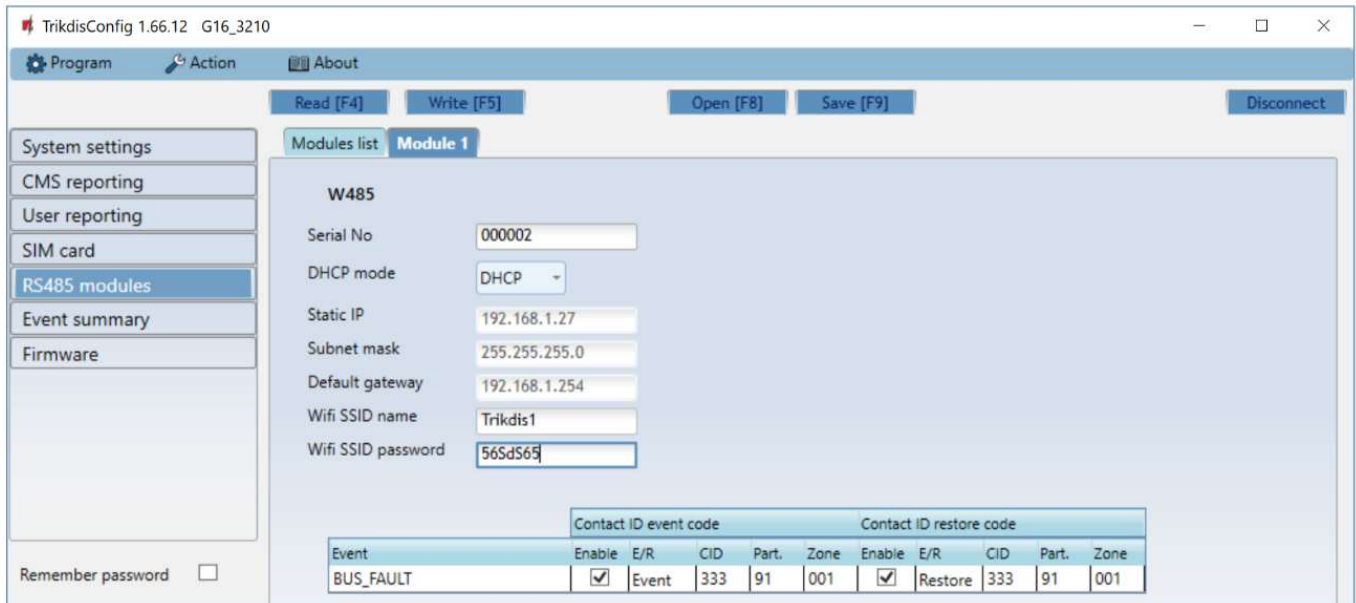 TrikdisConfig 1.66.12 G16_3210
Program Action About
Read [F4] Write [F5] Open [F8] Save [F9] Disconnect
System settings
CMS reporting
User reporting
SIM card
RS485 modules
Event summary
Firmware
Remember password
Modules list Module 1
W485
Serial No 000002
DHCP mode DHCP
Static IP 192.168.1.27
Subnet mask 255.255.255.0
Default gateway 192.168.1.254
Wifi SSID name Trikdis1
Wifi SSID password 56SdS65
Contact ID event code Contact ID restore code
Event Enable E/R CID Part. Zone Enable E/R CID Part. Zone
BUS_FAULT Event 333 91 001 Restore 333 91 001